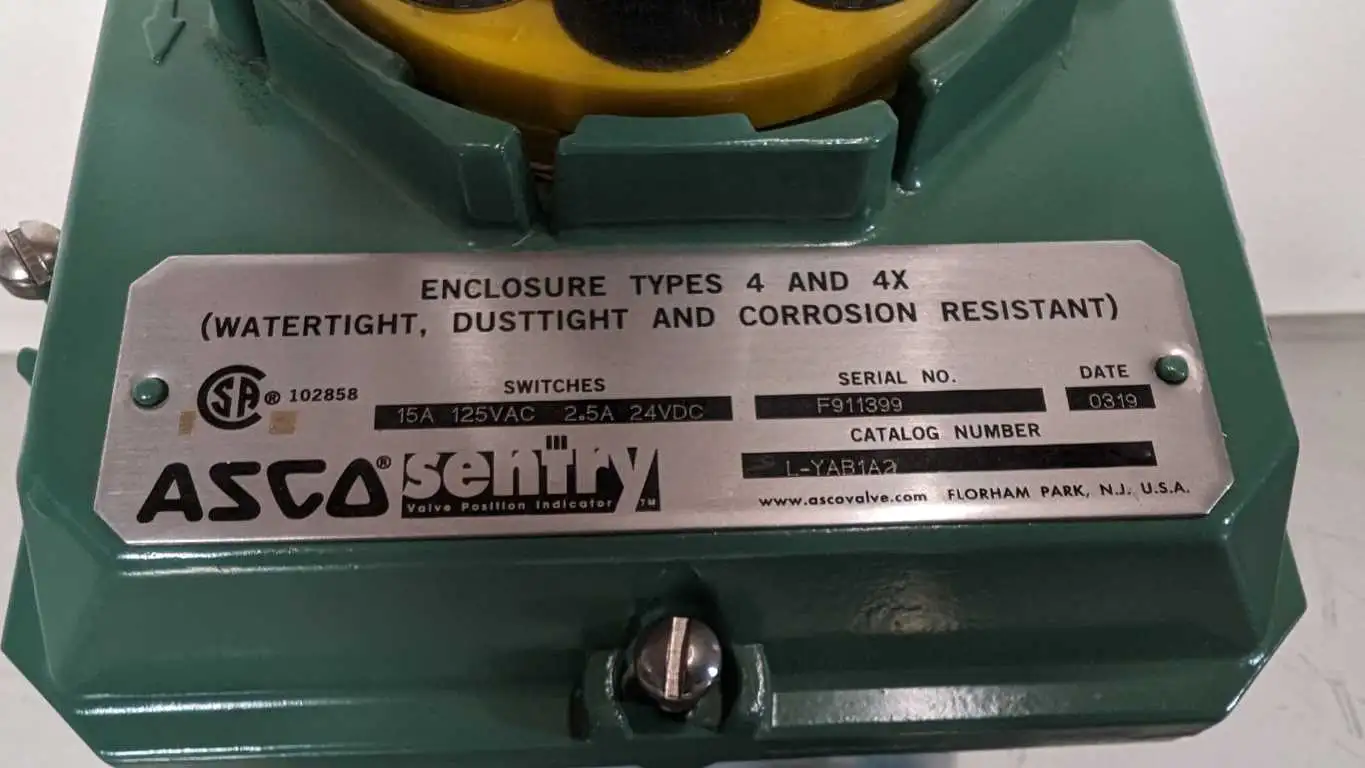 ENCLOSURE TYPES 4 AND 4X
(WATERTIGHT, DUSTTIGHT AND CORROSION RESISTANT)
SA ® 102858
SWITCHES
15A 125VAC 2.5A 24VDC
SERIAL NO.
F911399
DATE
0319
CATALOG NUMBER
L-YAB1A2
ASCO®
sentry
Valve Position Indicator TM
www.ascovalve.com FLORHAM PARK, N.J. U.S.A.